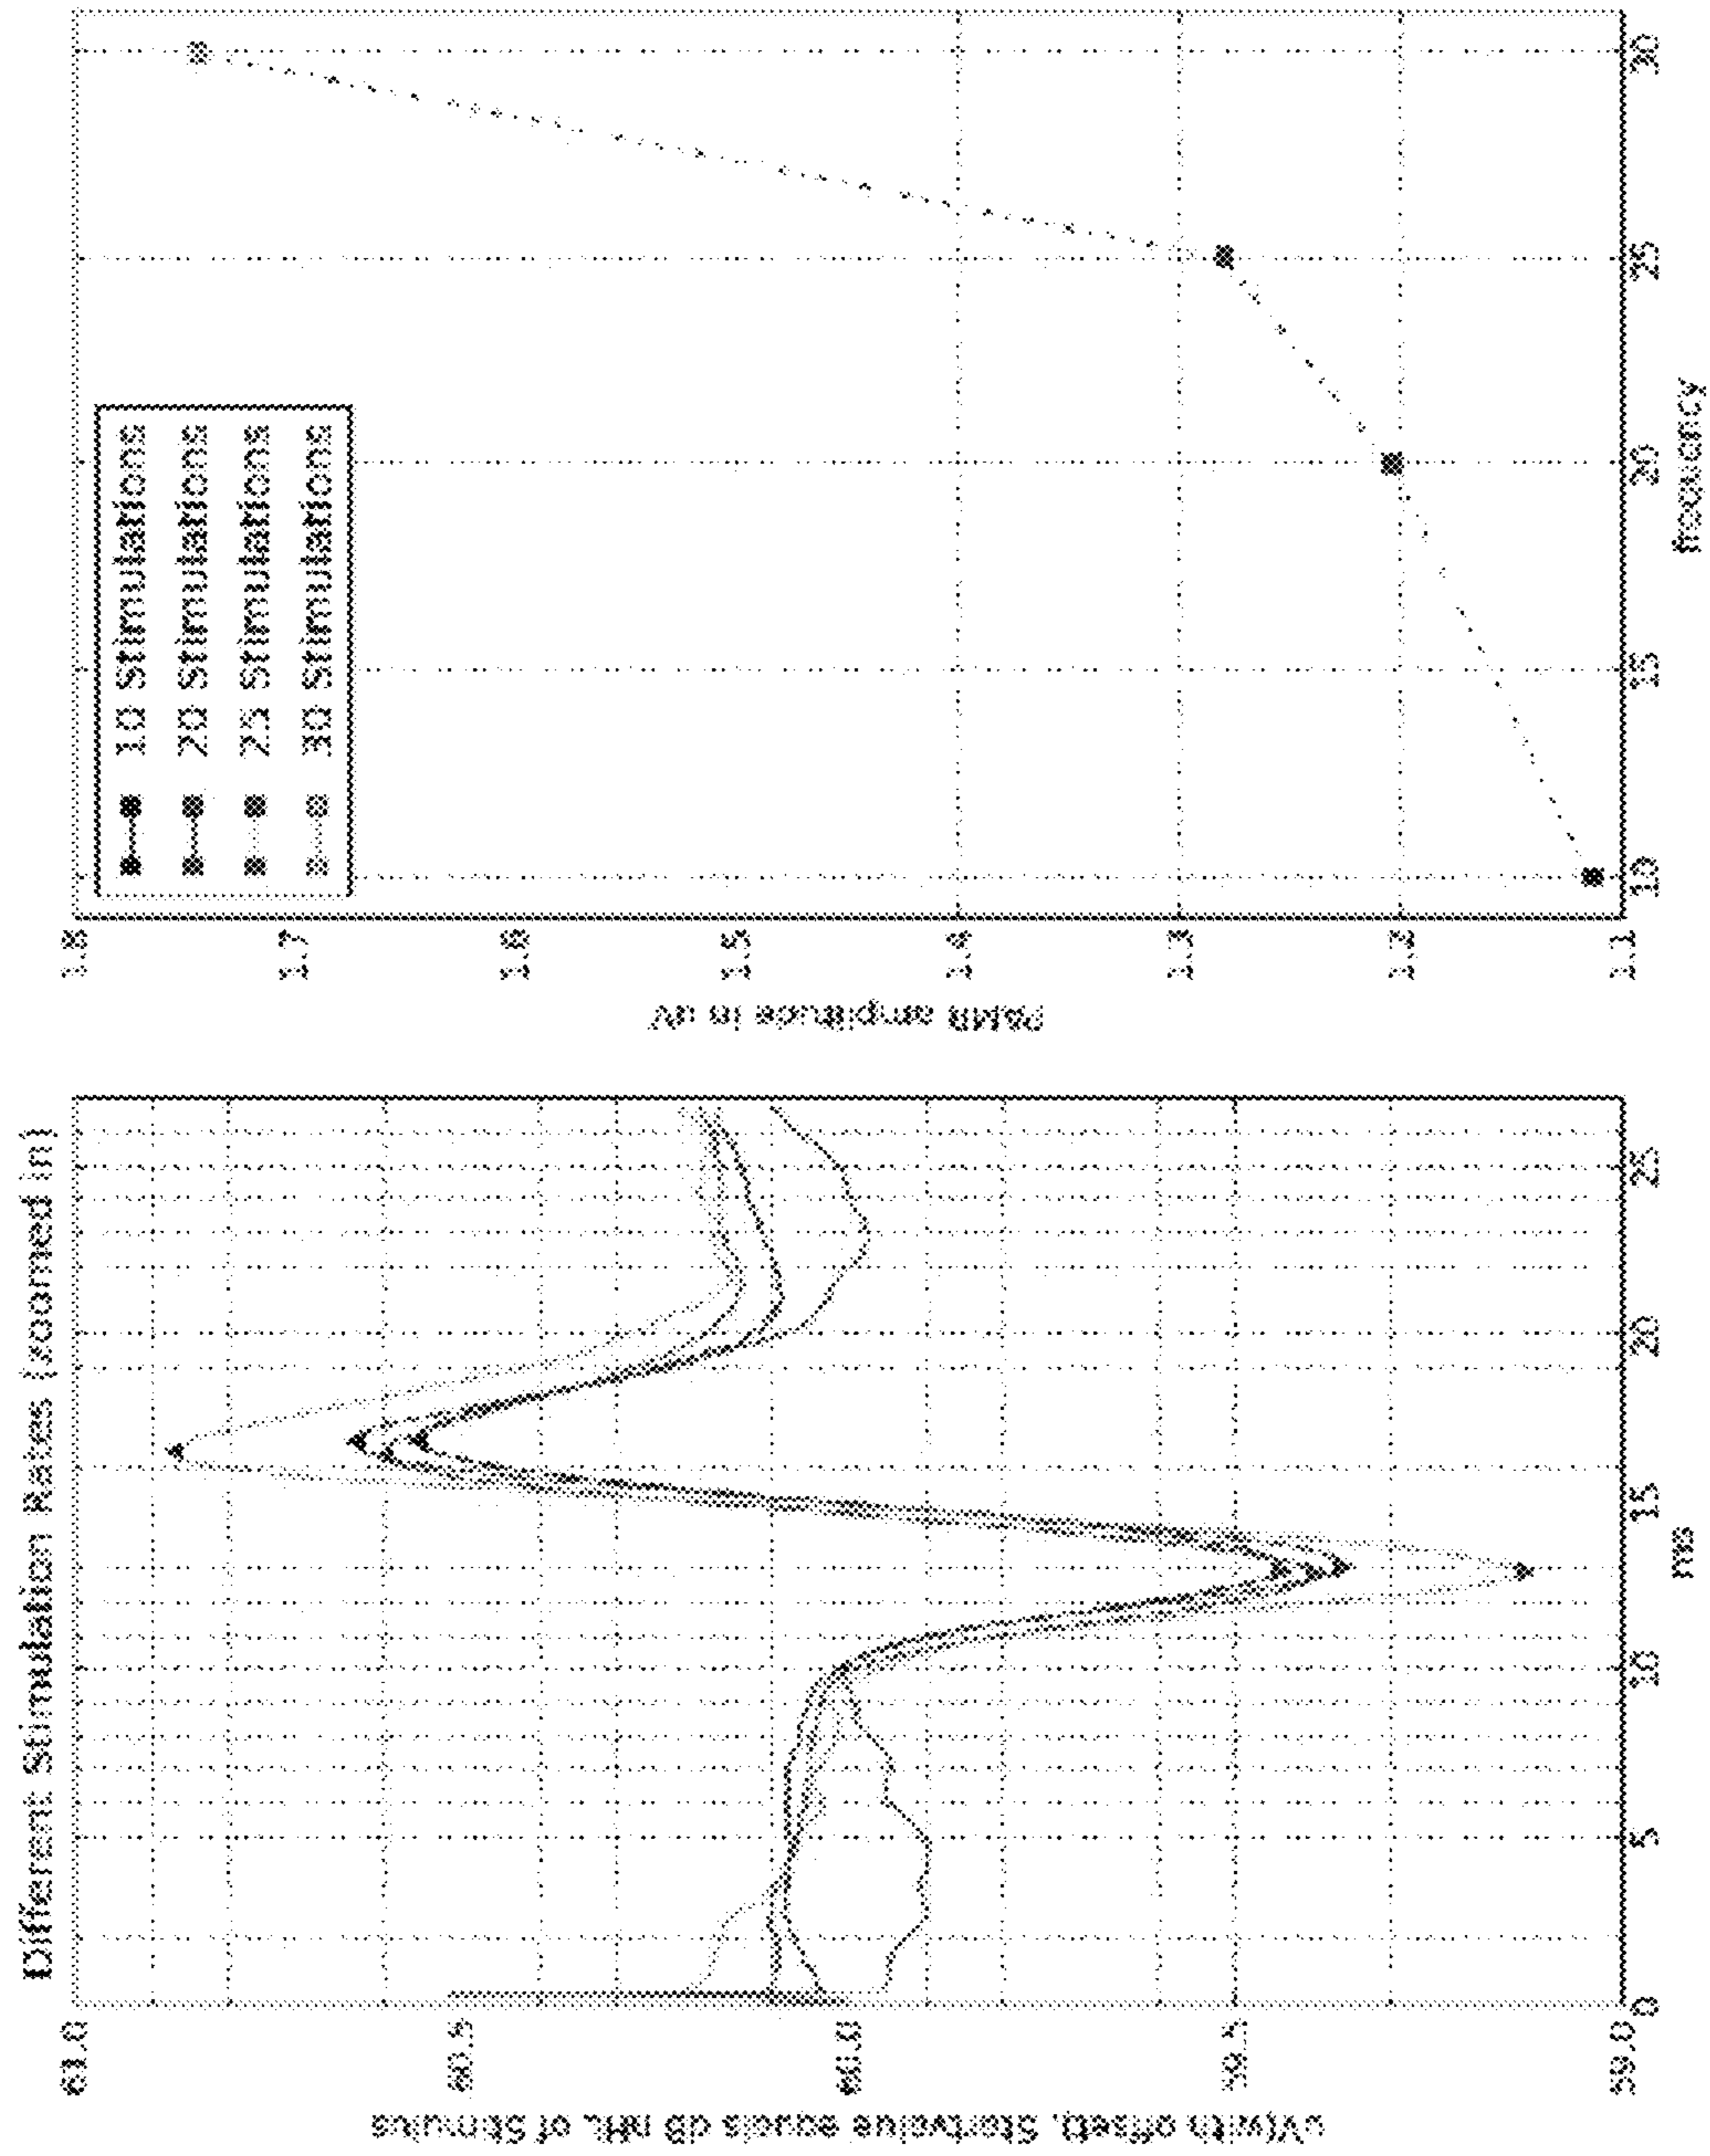 Different Stimulation Rates (zoomed in)
uV(with offset), Startvalue equals dB nHL of Stimulus
61.0
60.5
60.0
59.5
59.0
0
5
10
15
20
25
ms
10 Stimulations
20 Stimulations
25 Stimulations
30 Stimulations
PAMR amplitude in uV
1.8
1.7
1.6
1.5
1.4
1.3
1.2
1.1
10
15
20
25
30
frequency